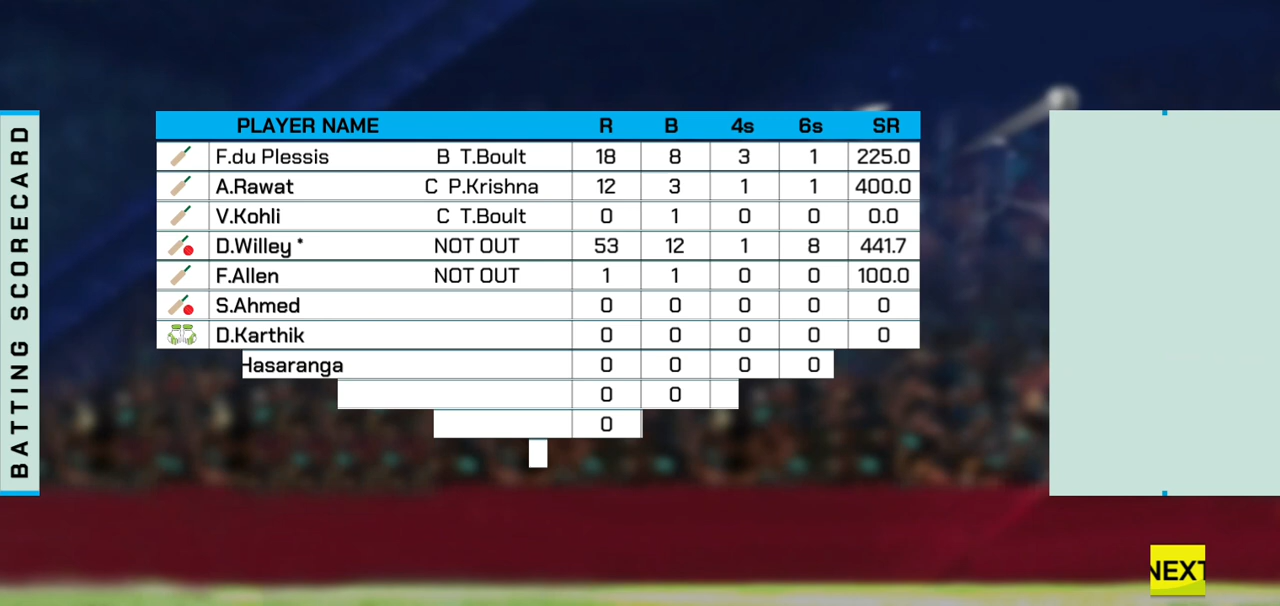 BATTING SCORECARD
PLAYER NAME R B 4s 6s SR
F.du Plessis B T.Boult 18 8 3 1 225.0
A.Rawat C P.Krishna 12 3 1 1 400.0
V.Kohli C T.Boult 0 1 0 0 0.0
D.Willey * NOT OUT 53 12 1 8 441.7
F.Allen NOT OUT 1 1 0 0 100.0
S.Ahmed 0 0 0 0 0
D.Karthik 0 0 0 0 0
Hasaranga 0 0 0 0
0 0
0
NEXT